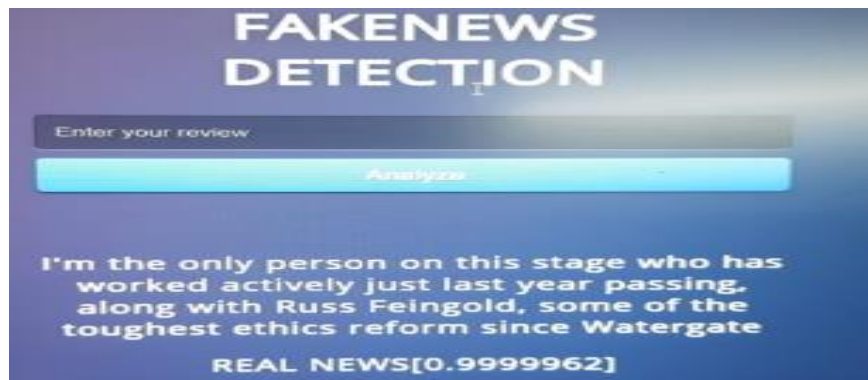 FAKENEWS
DETECTION
Enter your review
Analyze
I'm the only person on this stage who has
worked actively just last year passing,
along with Russ Feingold, some of the
toughest ethics reform since Watergate
REAL NEWS[0.9999962]